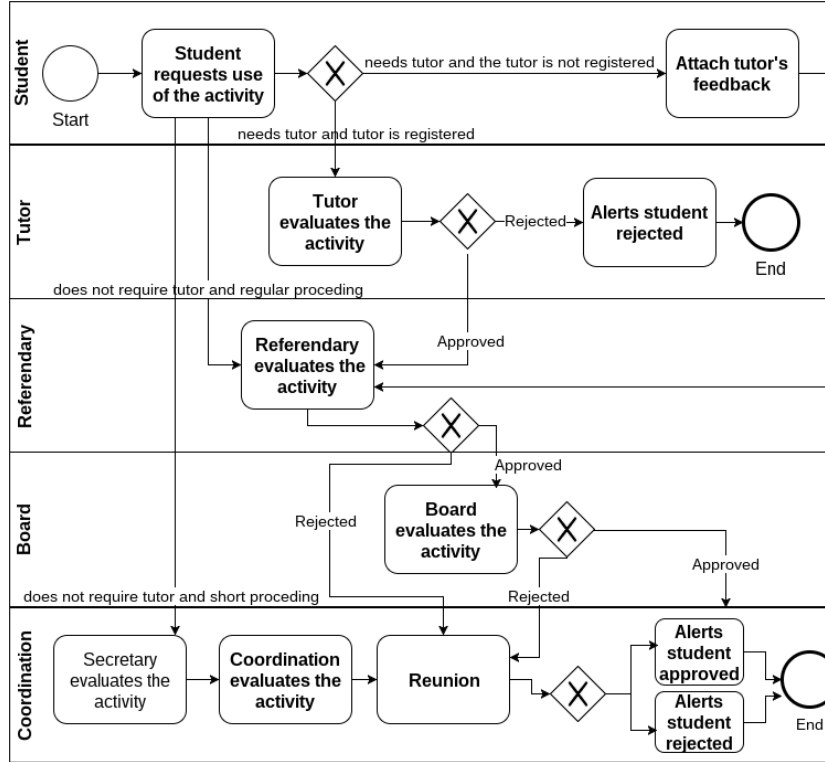 Student
Start
Student
requests use
of the activity
X
needs tutor and the tutor is not registered
Attach tutor's
feedback
needs tutor and tutor is registered
Tutor
Tutor
evaluates the
activity
X
Rejected
Alerts student
rejected
End
does not require tutor and regular proceding
Referendary
Referendary
evaluates the
activity
Approved
X
Board
Rejected
Approved
Board
evaluates the
activity
X
Approved
Rejected
does not require tutor and short proceding
Coordination
Secretary
evaluates the
activity
Coordination
evaluates the
activity
Reunion
X
Alerts
student
approved
Alerts
student
rejected
End